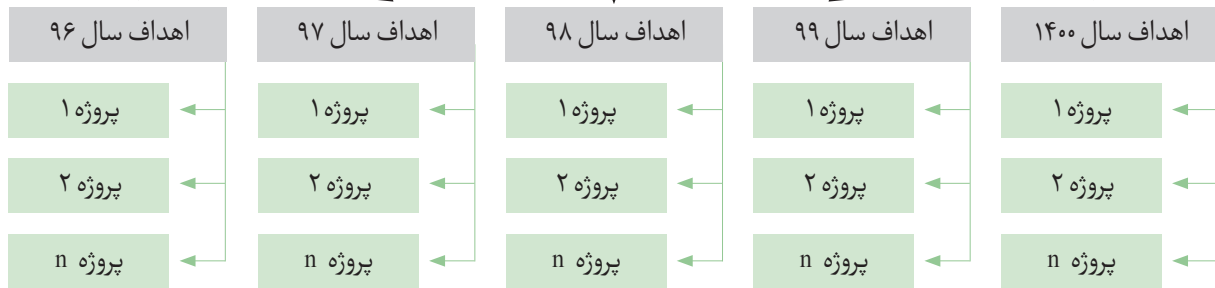 اهداف سال ۱۴۰۰
پروژه ۱
پروژه ۲
پروژه n
اهداف سال ۹۹
پروژه ۱
پروژه ۲
پروژه n
اهداف سال ۹۸
پروژه ۱
پروژه ۲
پروژه n
اهداف سال ۹۷
پروژه ۱
پروژه ۲
پروژه n
اهداف سال ۹۶
پروژه ۱
پروژه ۲
پروژه n